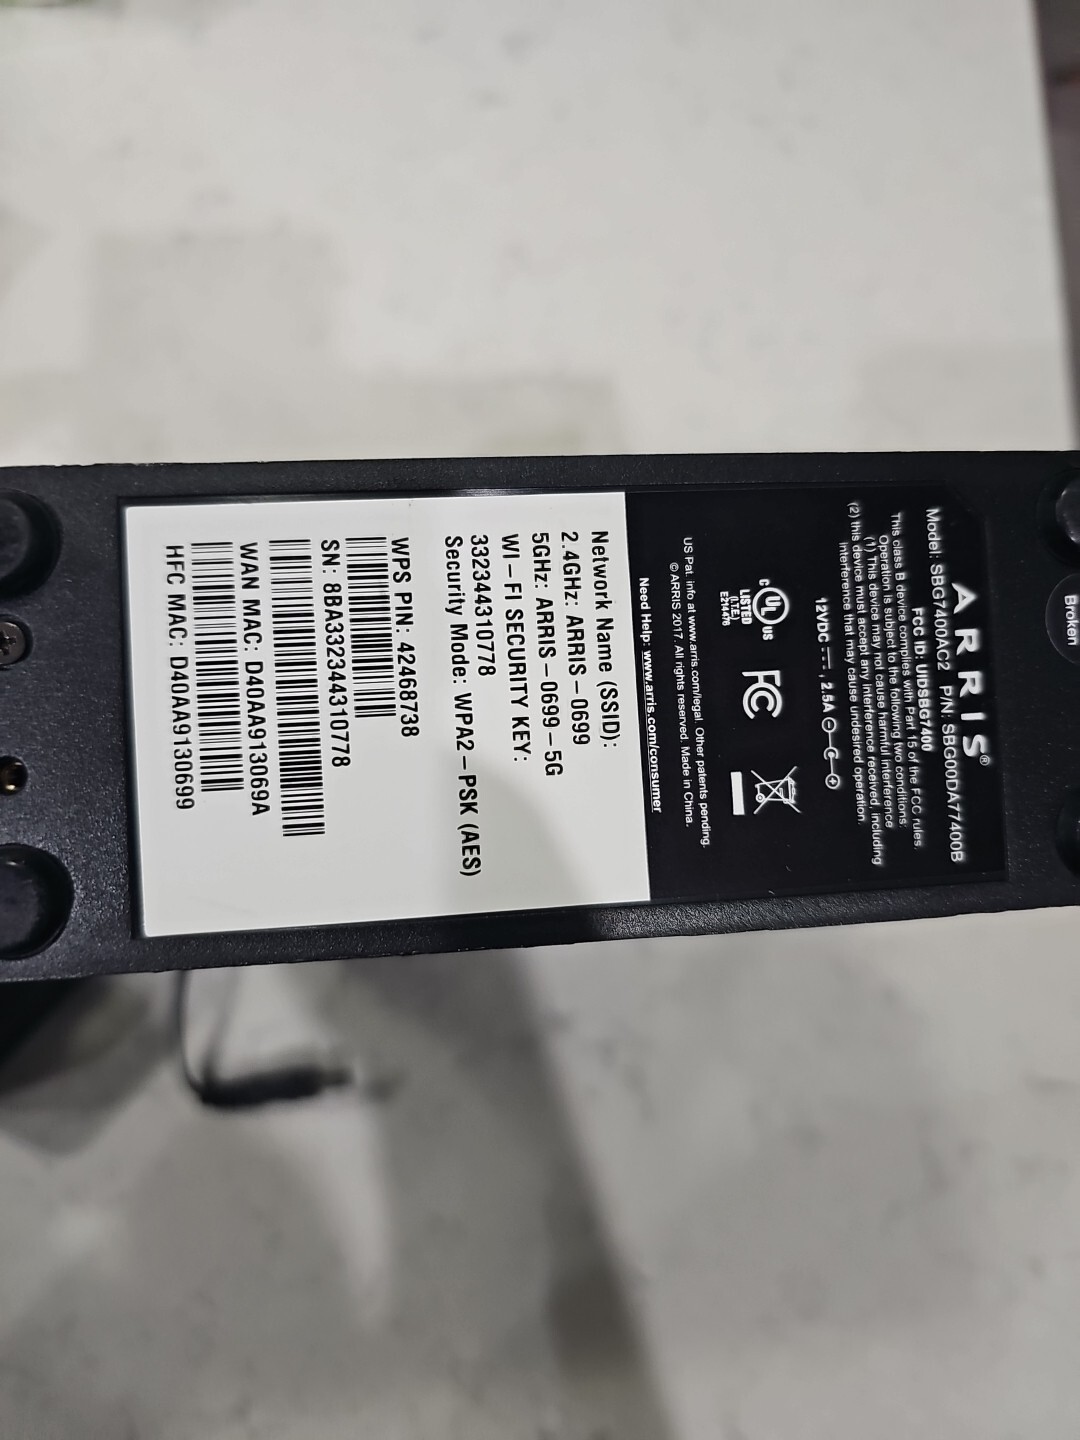 ARRIS®
Model: SBG7400AC2 P/N: SBG00DA77400B
FCC ID: UIDSBG7400
This class B device complies with Part 15 of the FCC rules.
Operation is subject to the following two conditions:
(1) This device may not cause harmful interference
(2) this device must accept any interference received, including
interference that may cause undesired operation.
12VDC ⎓, 2.5A
c UL US
LISTED
(I.T.E.)
E214476
FC
US Pat. info at www.arris.com/legal. Other patents pending.
© ARRIS 2017. All rights reserved. Made in China.
Need Help: www.arris.com/consumer
Network Name (SSID):
2.4GHz: ARRIS-0699
5GHz: ARRIS-0699-5G
WI-FI SECURITY KEY:
332344310778
Security Mode: WPA2-PSK (AES)
WPS PIN: 42468738
SN: 8BA332344310778
WAN MAC: D40AA913069A
HFC MAC: D40AA9130699
Broken